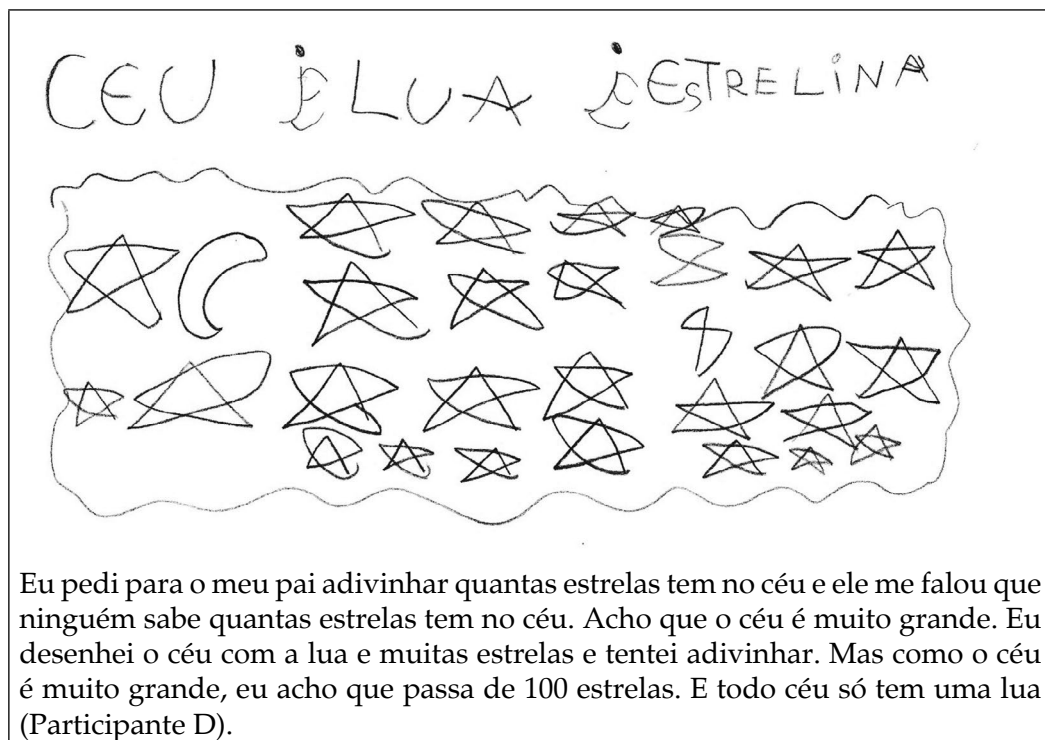 CEU E LUA E ESTRELINA
Eu pedi para o meu pai adivinhar quantas estrelas tem no céu e ele me falou que
ninguém sabe quantas estrelas tem no céu. Acho que o céu é muito grande. Eu
desenhei o céu com a lua e muitas estrelas e tentei adivinhar. Mas como o céu
é muito grande, eu acho que passa de 100 estrelas. E todo céu só tem uma lua
(Participante D).